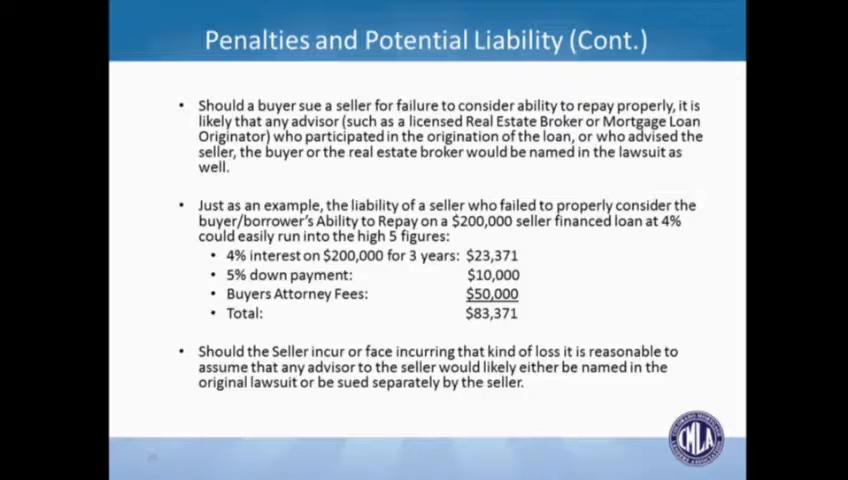 Penalties and Potential Liability (Cont.)
• Should a buyer sue a seller for failure to consider ability to repay properly, it is
likely that any advisor (such as a licensed Real Estate Broker or Mortgage Loan
Originator) who participated in the origination of the loan, or who advised the
seller, the buyer or the real estate broker would be named in the lawsuit as
well.
• Just as an example, the liability of a seller who failed to properly consider the
buyer/borrower's Ability to Repay on a $200,000 seller financed loan at 4%
could easily run into the high 5 figures:
• 4% interest on $200,000 for 3 years: $23,371
• 5% down payment: $10,000
• Buyers Attorney Fees: $50,000
• Total: $83,371
• Should the Seller incur or face incurring that kind of loss it is reasonable to
assume that any advisor to the seller would likely either be named in the
original lawsuit or be sued separately by the seller.
CMLA